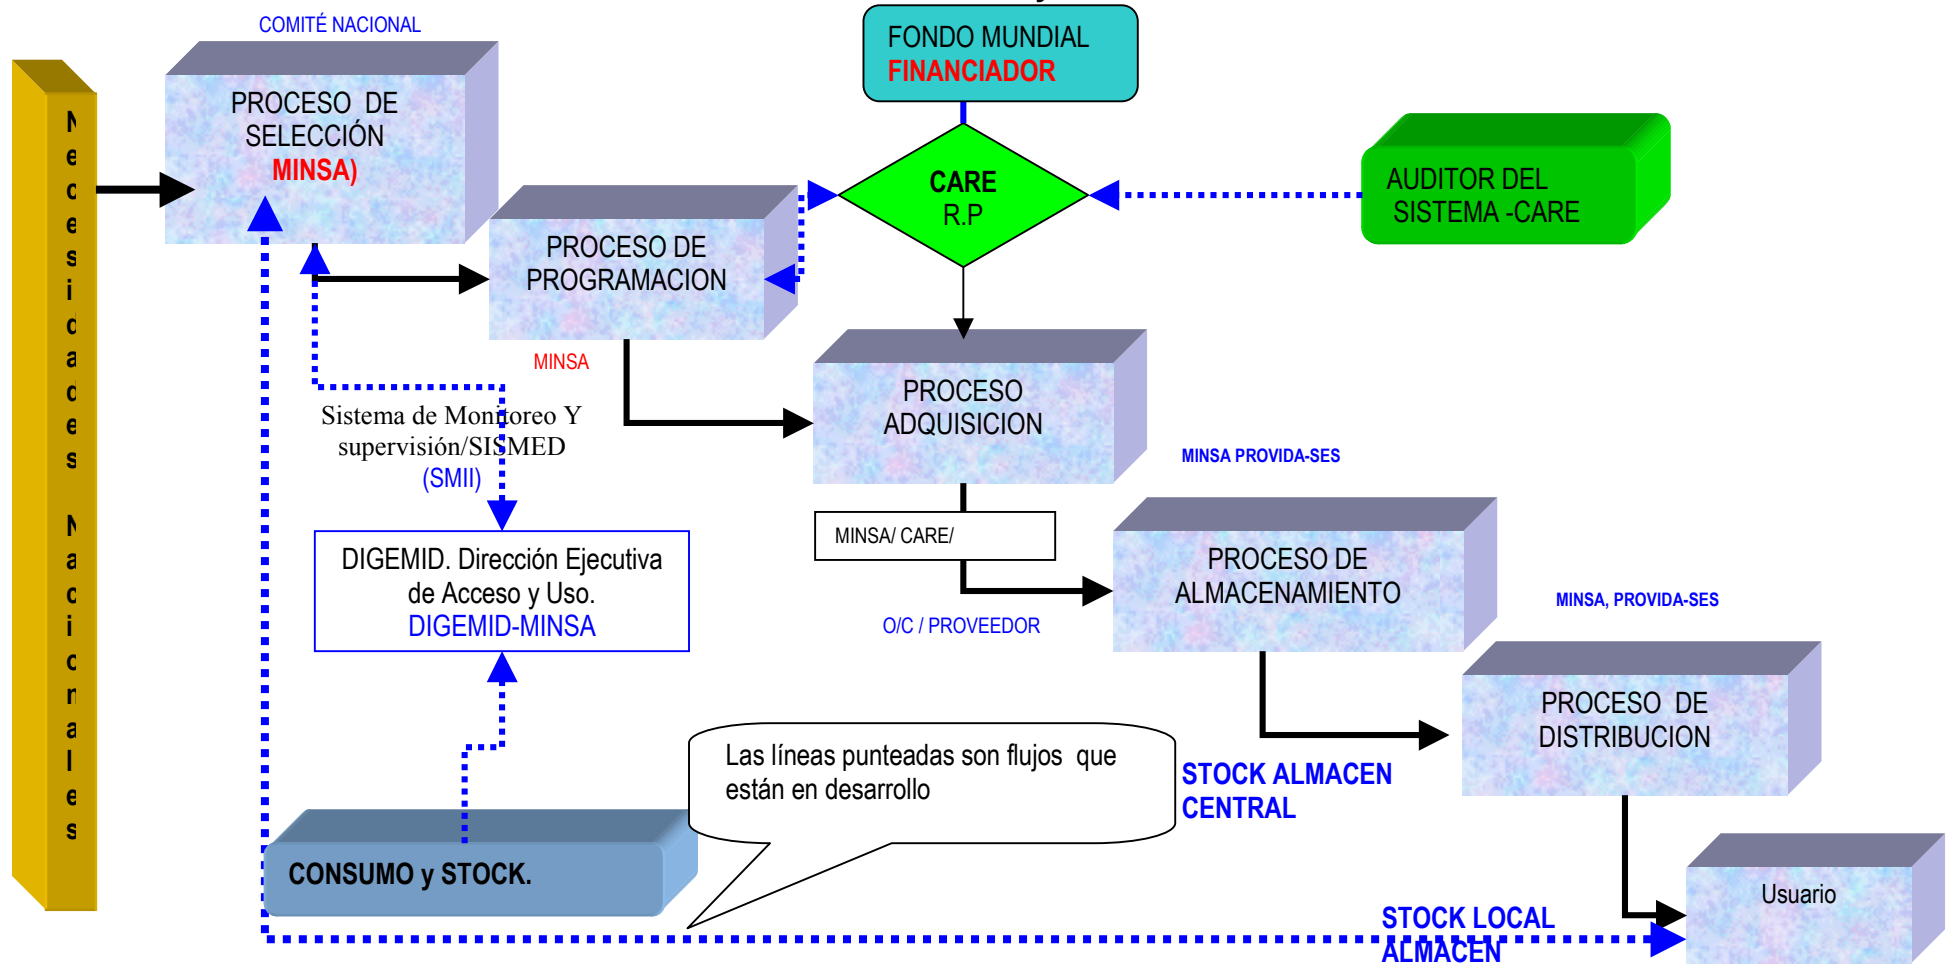 COMITÉ NACIONAL
FONDO MUNDIAL
FINANCIADOR
Necesidades Nacionales
PROCESO DE
SELECCIÓN
MINSA)
CARE
R.P
AUDITOR DEL
SISTEMA -CARE
PROCESO DE
PROGRAMACION
MINSA
PROCESO
ADQUISICION
Sistema de Monitoreo Y
supervisión/SISMED
(SMII)
MINSA PROVIDA-SES
MINSA/ CARE/
DIGEMID. Dirección Ejecutiva
de Acceso y Uso.
DIGEMID-MINSA
PROCESO DE
ALMACENAMIENTO
O/C / PROVEEDOR
MINSA, PROVIDA-SES
PROCESO DE
DISTRIBUCION
Las líneas punteadas son flujos que
están en desarrollo
STOCK ALMACEN
CENTRAL
CONSUMO y STOCK.
Usuario
STOCK LOCAL
ALMACEN